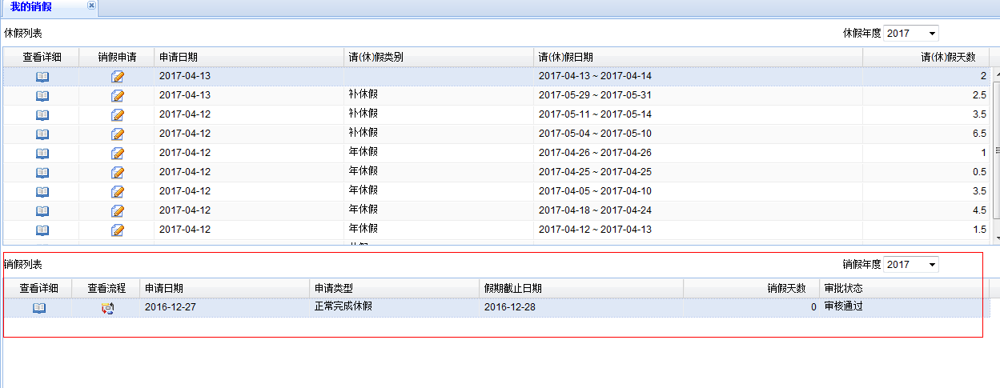 我的销假
休假列表 休假年度 2017
查看详细 销假申请 申请日期 请(休)假类别 请(休)假日期 请(休)假天数
2017-04-13 2017-04-13 ~ 2017-04-14 2
2017-04-13 补休假 2017-05-29 ~ 2017-05-31 2.5
2017-04-12 补休假 2017-05-11 ~ 2017-05-14 3.5
2017-04-12 补休假 2017-05-04 ~ 2017-05-10 6.5
2017-04-12 年休假 2017-04-26 ~ 2017-04-26 1
2017-04-12 年休假 2017-04-25 ~ 2017-04-25 0.5
2017-04-12 年休假 2017-04-05 ~ 2017-04-10 3.5
2017-04-12 年休假 2017-04-18 ~ 2017-04-24 4.5
2017-04-12 年休假 2017-04-12 ~ 2017-04-13 1.5
销假列表 销假年度 2017
查看详细 查看流程 申请日期 申请类型 假期截止日期 销假天数 审批状态
2016-12-27 正常完成休假 2016-12-28 0 审核通过